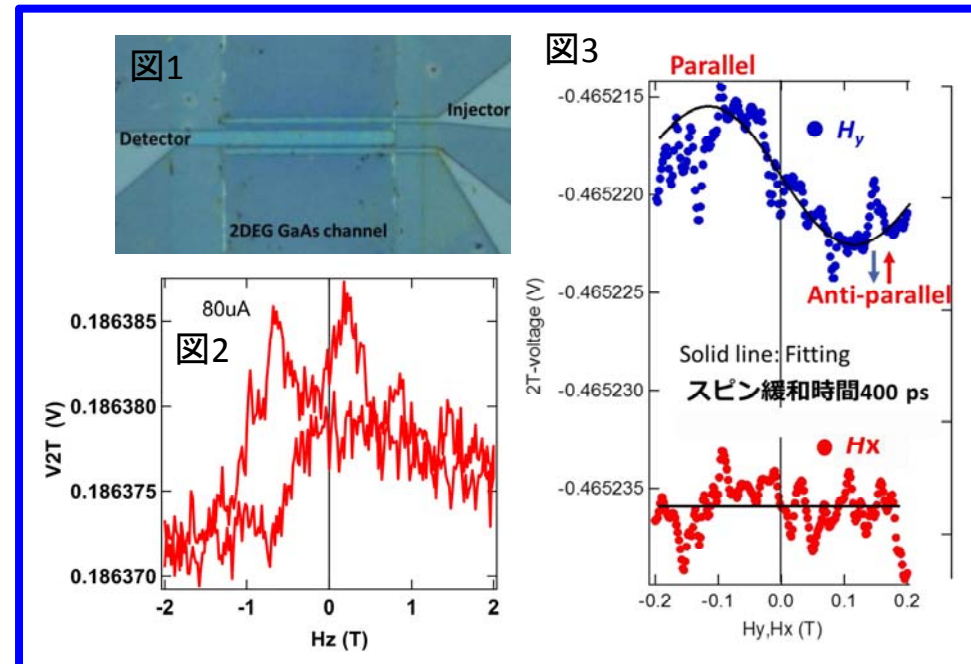 図1
Injector
Detector
2DEG GaAs channel
図2
80uA
0.186385
0.186380
0.186375
0.186370
V2T (V)
-2
-1
0
1
2
Hz (T)
図3
Parallel
Hy
-0.465215
-0.465220
-0.465225
-0.465230
-0.465235
2T-voltage (V)
Anti-parallel
Solid line: Fitting
スピン緩和時間400 ps
Hx
-0.2
-0.1
0.0
0.1
0.2
Hy,Hx (T)